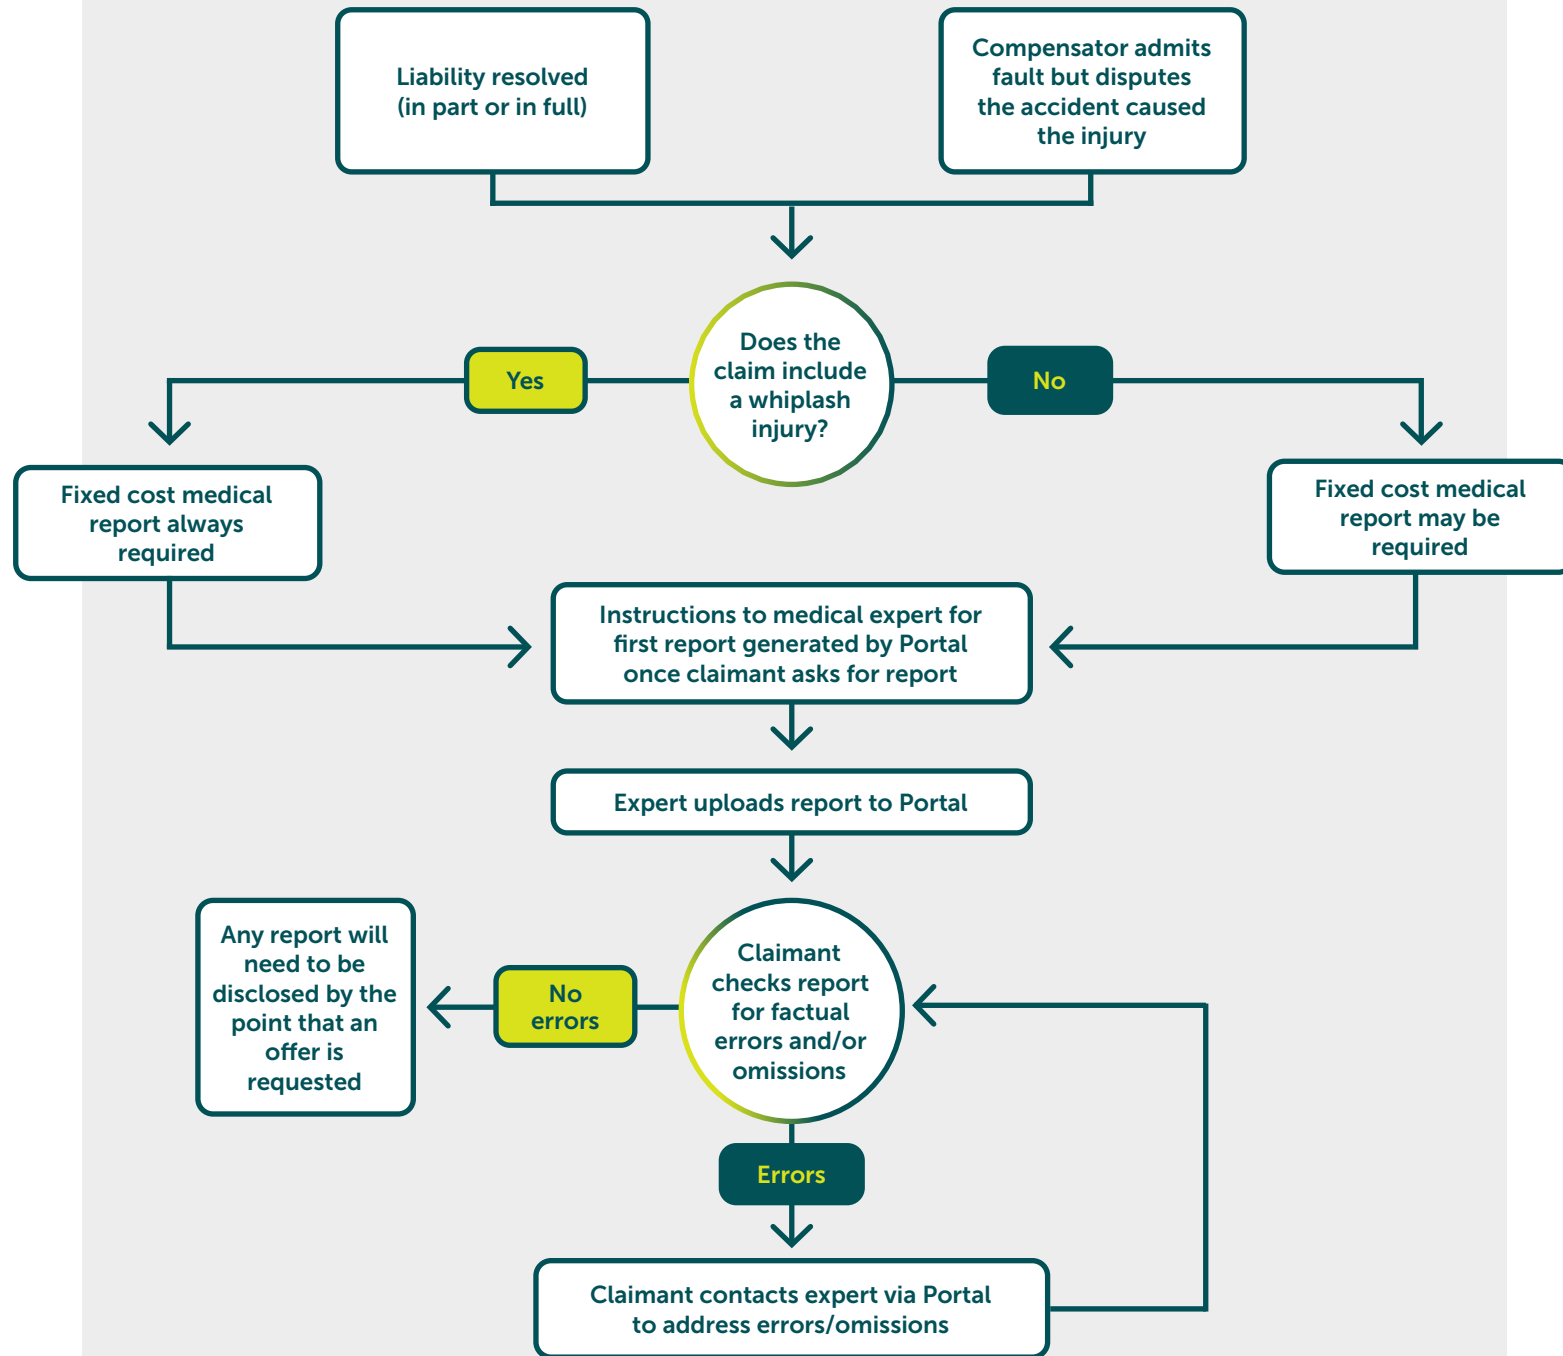 Liability resolved
(in part or in full)
Compensator admits
fault but disputes
the accident caused
the injury
Does the
claim include
a whiplash
injury?
Yes
No
Fixed cost medical
report always
required
Fixed cost medical
report may be
required
Instructions to medical expert for
first report generated by Portal
once claimant asks for report
Expert uploads report to Portal
Any report will
need to be
disclosed by the
point that an
offer is
requested
No
errors
Claimant
checks report
for factual
errors and/or
omissions
Errors
Claimant contacts expert via Portal
to address errors/omissions